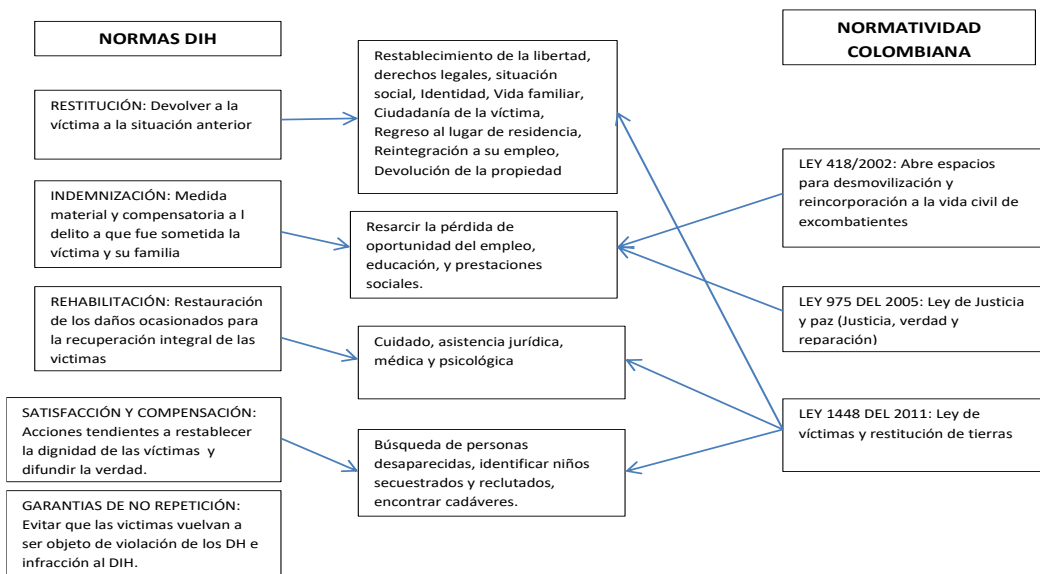 NORMAS DIH
RESTITUCIÓN: Devolver a la
víctima a la situación anterior
INDEMNIZACIÓN: Medida
material y compensatoria a l
delito a que fue sometida la
víctima y su familia
REHABILITACIÓN: Restauración
de los daños ocasionados para
la recuperación integral de las
victimas
SATISFACCIÓN Y COMPENSACIÓN:
Acciones tendientes a restablecer
la dignidad de las víctimas y
difundir la verdad.
GARANTIAS DE NO REPETICIÓN:
Evitar que las victimas vuelvan a
ser objeto de violación de los DH e
infracción al DIH.
Restablecimiento de la libertad,
derechos legales, situación
social, Identidad, Vida familiar,
Ciudadanía de la víctima,
Regreso al lugar de residencia,
Reintegración a su empleo,
Devolución de la propiedad
Resarcir la pérdida de
oportunidad del empleo,
educación, y prestaciones
sociales.
Cuidado, asistencia jurídica,
médica y psicológica
Búsqueda de personas
desaparecidas, identificar niños
secuestrados y reclutados,
encontrar cadáveres.
NORMATIVIDAD
COLOMBIANA
LEY 418/2002: Abre espacios
para desmovilización y
reincorporación a la vida civil de
excombatientes
LEY 975 DEL 2005: Ley de Justicia
y paz (Justicia, verdad y
reparación)
LEY 1448 DEL 2011: Ley de
víctimas y restitución de tierras